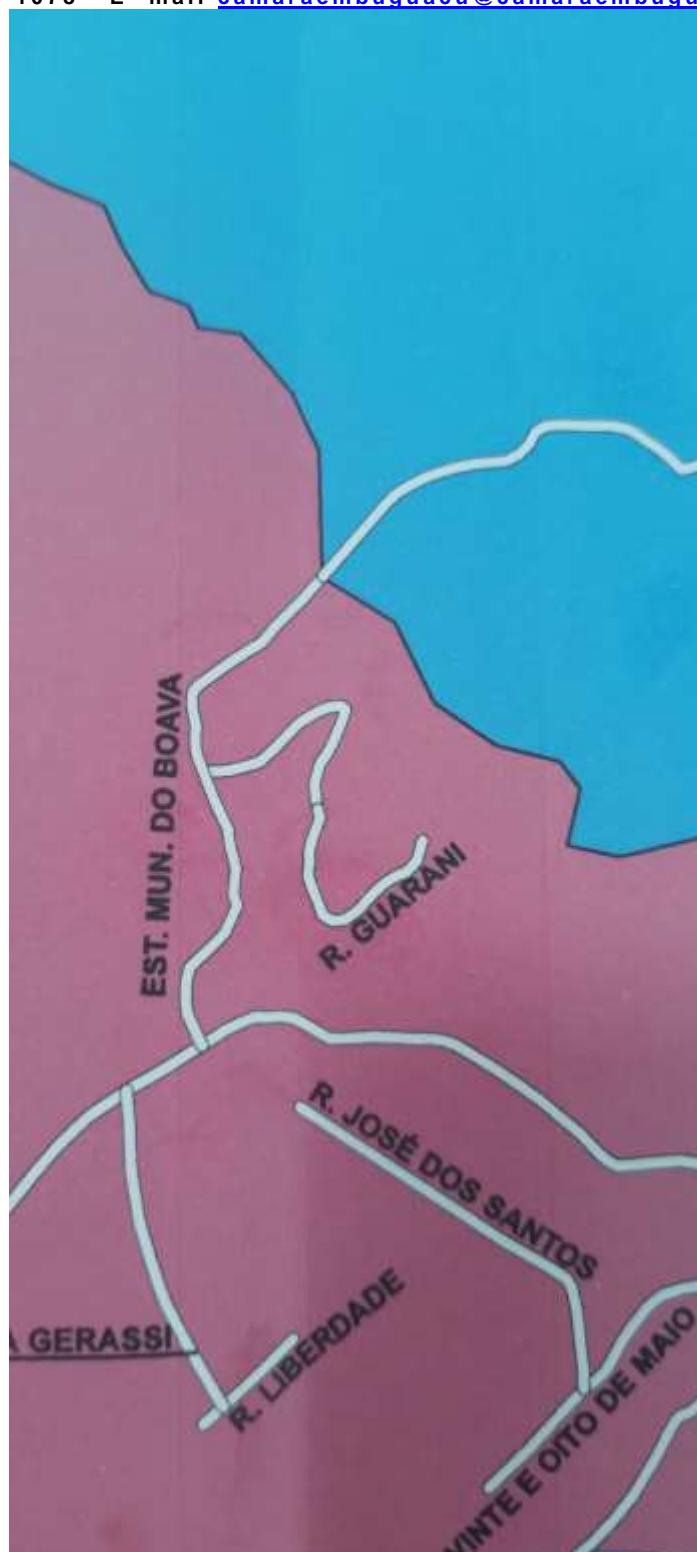 EST. MUN. DO BOAVA
R. GUARANI
R. JOSÉ DOS SANTOS
GERASSI
R. LIBERDADE
VINTE E OITO DE MAIO